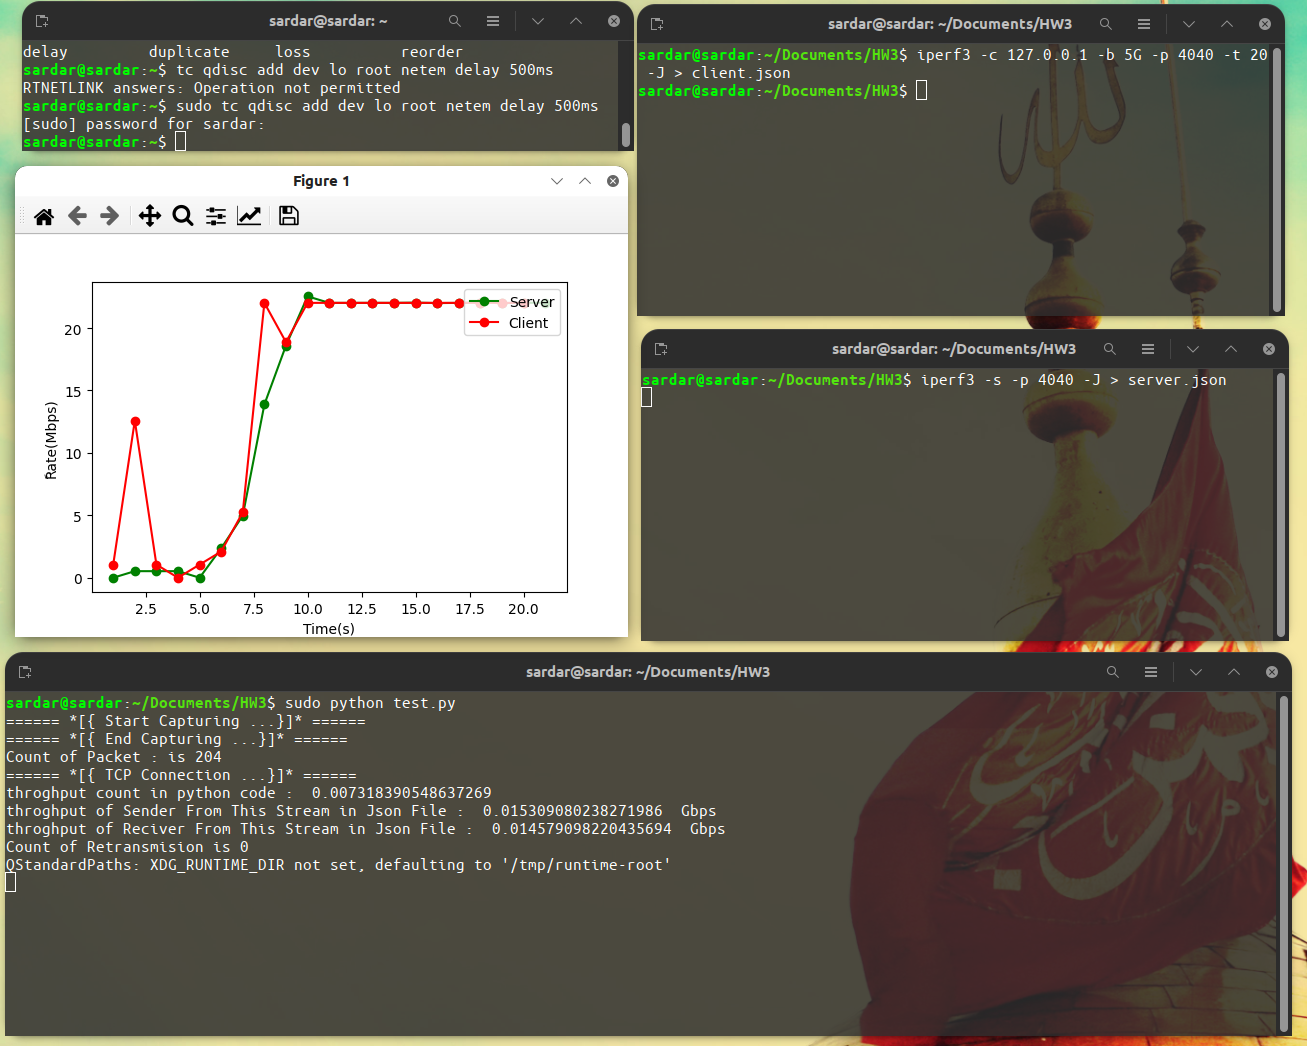 sardar@sardar: ~
delay duplicate loss reorder
sardar@sardar:~$ tc qdisc add dev lo root netem delay 500ms
RTNETLINK answers: Operation not permitted
sardar@sardar:~$ sudo tc qdisc add dev lo root netem delay 500ms
[sudo] password for sardar:
sardar@sardar:~$
sardar@sardar: ~/Documents/HW3
sardar@sardar:~/Documents/HW3$ iperf3 -c 127.0.0.1 -b 5G -p 4040 -t 20
-J > client.json
sardar@sardar:~/Documents/HW3$
Figure 1
Server
Client
20
15
10
5
0
Rate(Mbps)
2.5 5.0 7.5 10.0 12.5 15.0 17.5 20.0
Time(s)
sardar@sardar: ~/Documents/HW3
sardar@sardar:~/Documents/HW3$ iperf3 -s -p 4040 -J > server.json
sardar@sardar: ~/Documents/HW3
sardar@sardar:~/Documents/HW3$ sudo python test.py
====== *[{ Start Capturing ...}]* ======
====== *[{ End Capturing ...}]* ======
Count of Packet : is 204
====== *[{ TCP Connection ...}]* ======
throghput count in python code :  0.007318390548637269
throghput of Sender From This Stream in Json File :  0.015309080238271986  Gbps
throghput of Reciver From This Stream in Json File :  0.014579098220435694  Gbps
Count of Retransmision is 0
QStandardPaths: XDG_RUNTIME_DIR not set, defaulting to '/tmp/runtime-root'